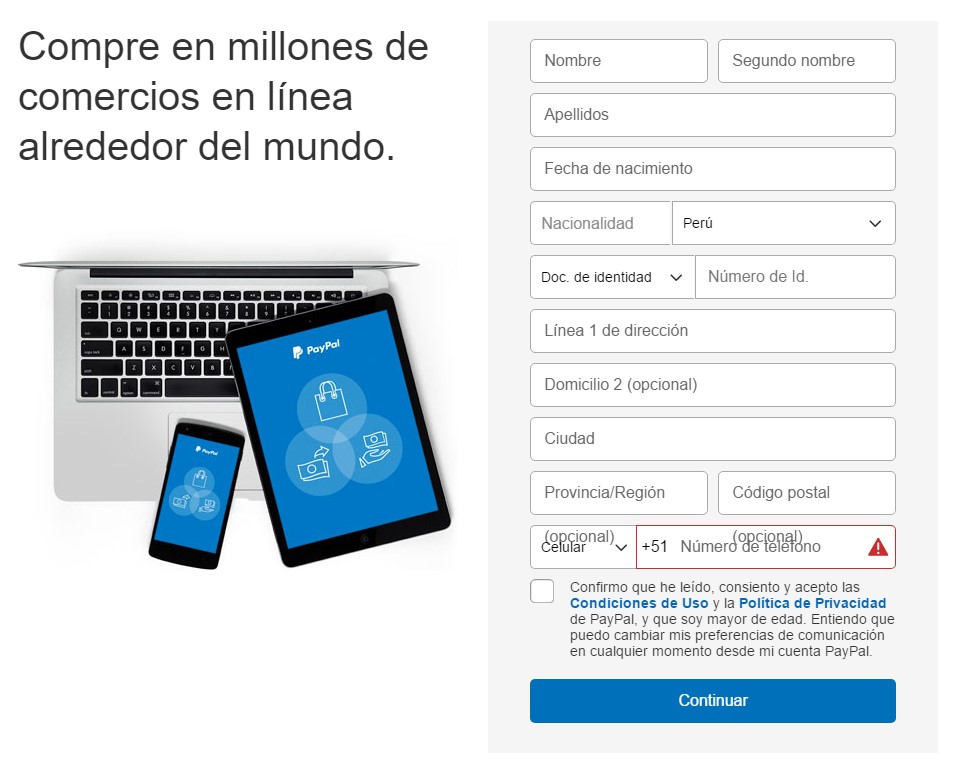 Compre en millones de
comercios en línea
alrededor del mundo.
PayPal
PayPal
Nombre
Segundo nombre
Apellidos
Fecha de nacimiento
Nacionalidad
Perú
Doc. de identidad
Número de Id.
Línea 1 de dirección
Domicilio 2 (opcional)
Ciudad
Provincia/Región
(opcional)
Código postal
(opcional)
Celular
+51
Número de teléfono
Confirmo que he leído, consiento y acepto las
Condiciones de Uso y la Política de Privacidad
de PayPal, y que soy mayor de edad. Entiendo que
puedo cambiar mis preferencias de comunicación
en cualquier momento desde mi cuenta PayPal.
Continuar